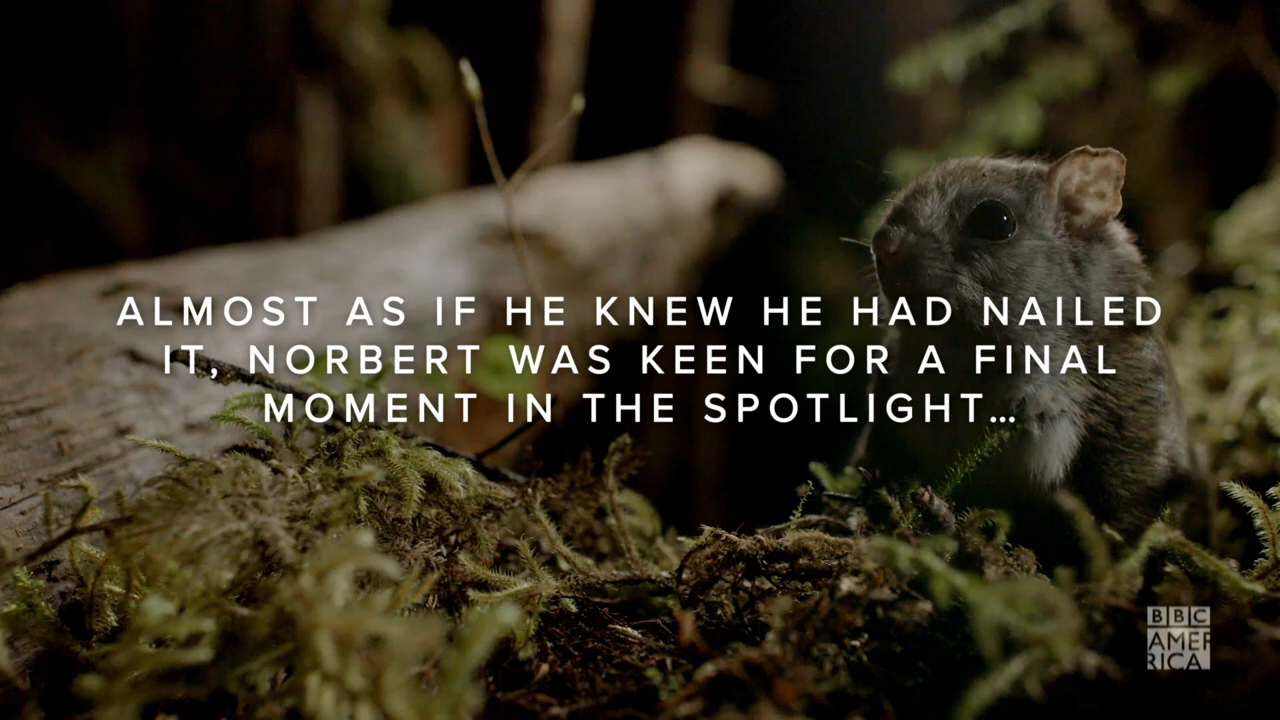 ALMOST AS IF HE KNEW HE HAD NAILED
IT, NORBERT WAS KEEN FOR A FINAL
MOMENT IN THE SPOTLIGHT...
BBC
AMER
RICA